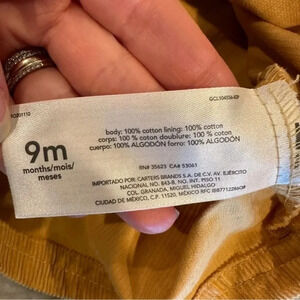 9m
months/mois/
meses
body: 100% cotton lining: 100% cotton
corps: 100 % coton doublure: 100 % coton
cuerpo: 100% ALGODÓN forro: 100% ALGODÓN
RN# 35623 CA# 53061
IMPORTADO POR: CARTERS BRANDS S.A. DE C.V. AV. EJÉRCITO
NACIONAL NO. 843-B, NO. INT. PISO 11
COL. GRANADA, MIGUEL HIDALGO
CIUDAD DE MÉXICO, C.P. 11520, MÉXICO RFC